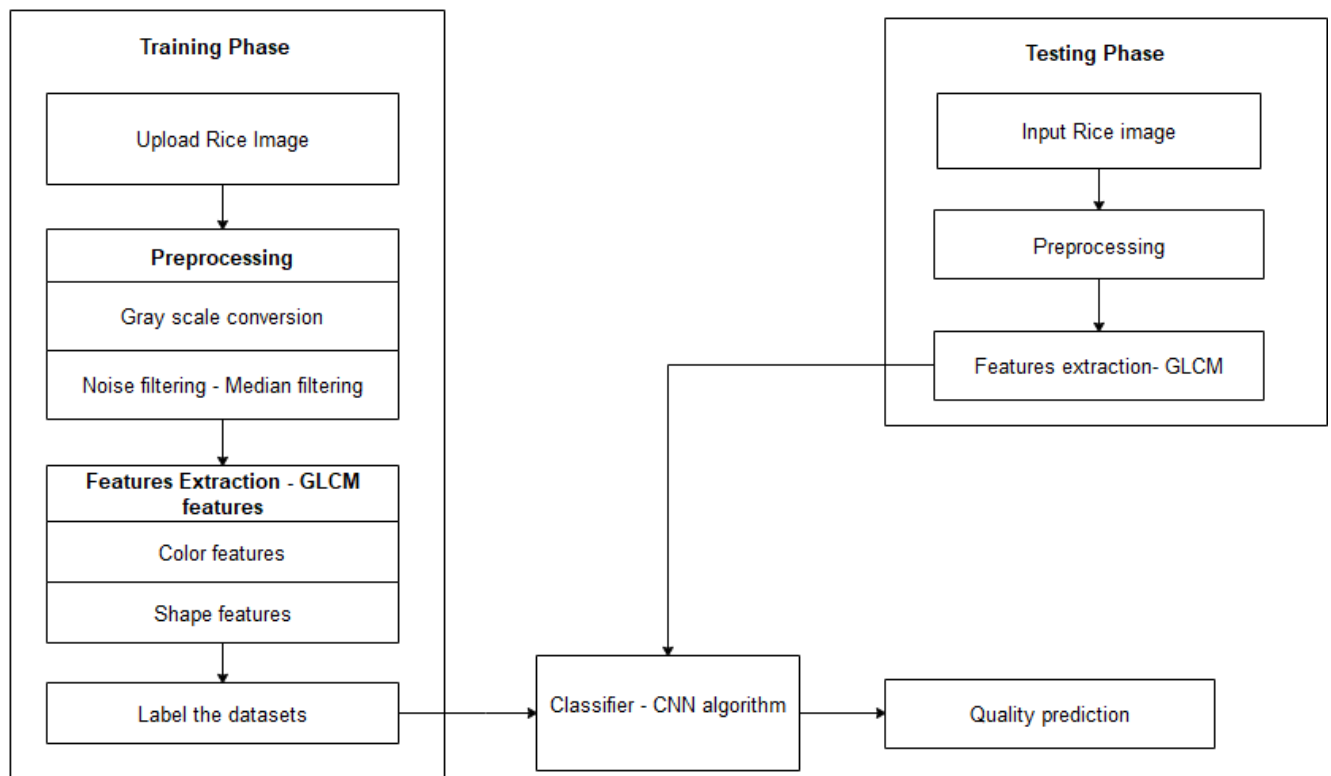 Training Phase
Upload Rice Image
Preprocessing
Gray scale conversion
Noise filtering - Median filtering
Features Extraction - GLCM
features
Color features
Shape features
Label the datasets
Testing Phase
Input Rice image
Preprocessing
Features extraction- GLCM
Classifier - CNN algorithm
Quality prediction